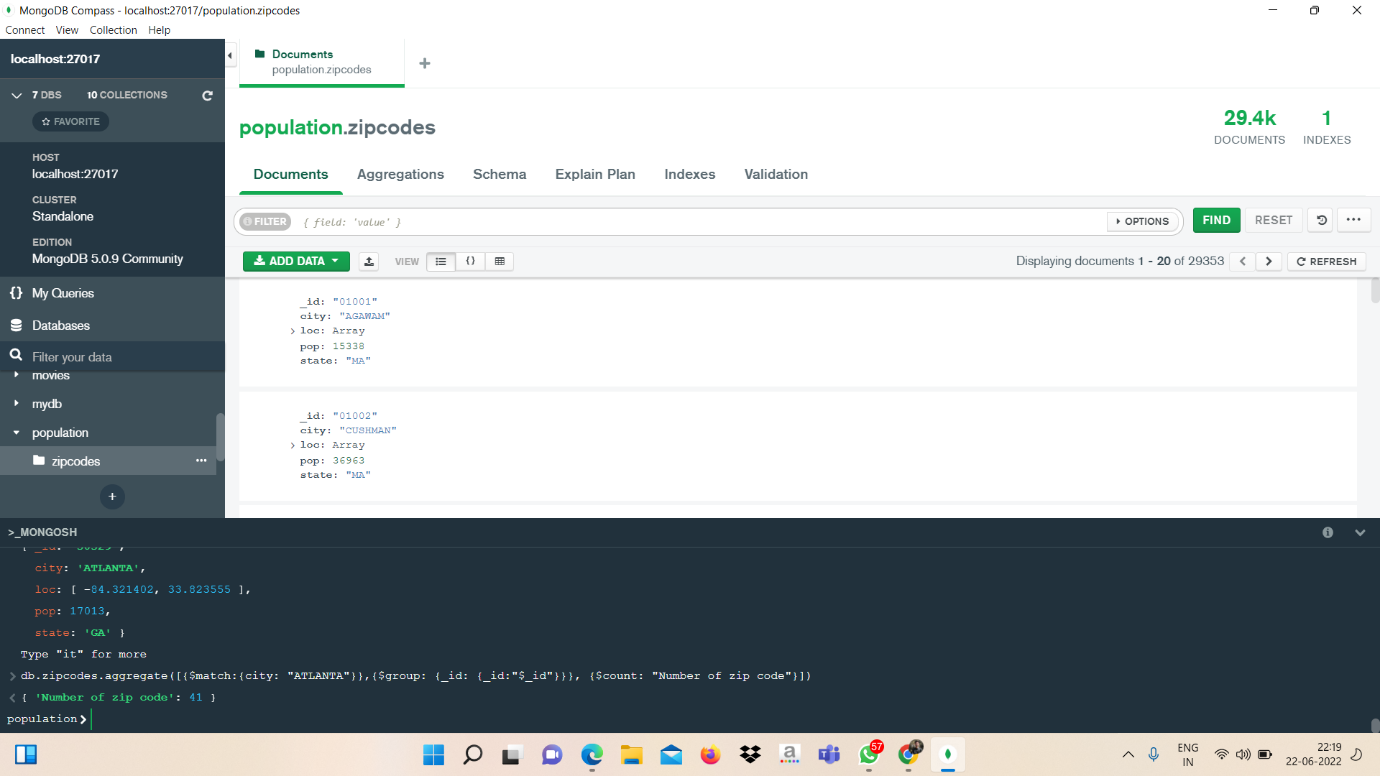 MongoDB Compass - localhost:27017/population.zipcodes
Connect View Collection Help
localhost:27017
7 DBS 10 COLLECTIONS
FAVORITE
HOST
localhost:27017
CLUSTER
Standalone
EDITION
MongoDB 5.0.9 Community
{} My Queries
Databases
Filter your data
movies
mydb
population
zipcodes
Documents
population.zipcodes
population.zipcodes
29.4k
DOCUMENTS
1
INDEXES
Documents Aggregations Schema Explain Plan Indexes Validation
FILTER { field: 'value' } OPTIONS FIND RESET
ADD DATA VIEW {} Displaying documents 1 - 20 of 29353 REFRESH
_id: "01001"
city: "AGAWAM"
loc: Array
pop: 15338
state: "MA"
_id: "01002"
city: "CUSHMAN"
loc: Array
pop: 36963
state: "MA"
>_MONGOSH
city: 'ATLANTA',
loc: [ -84.321402, 33.823555 ],
pop: 17013,
state: 'GA' }
Type "it" for more
> db.zipcodes.aggregate([{$match:{city: "ATLANTA"}},{$group: {_id: {_id:"$_id"}}}, {$count: "Number of zip code"}])
< { 'Number of zip code': 41 }
population>
57
ENG
IN
22:19
22-06-2022